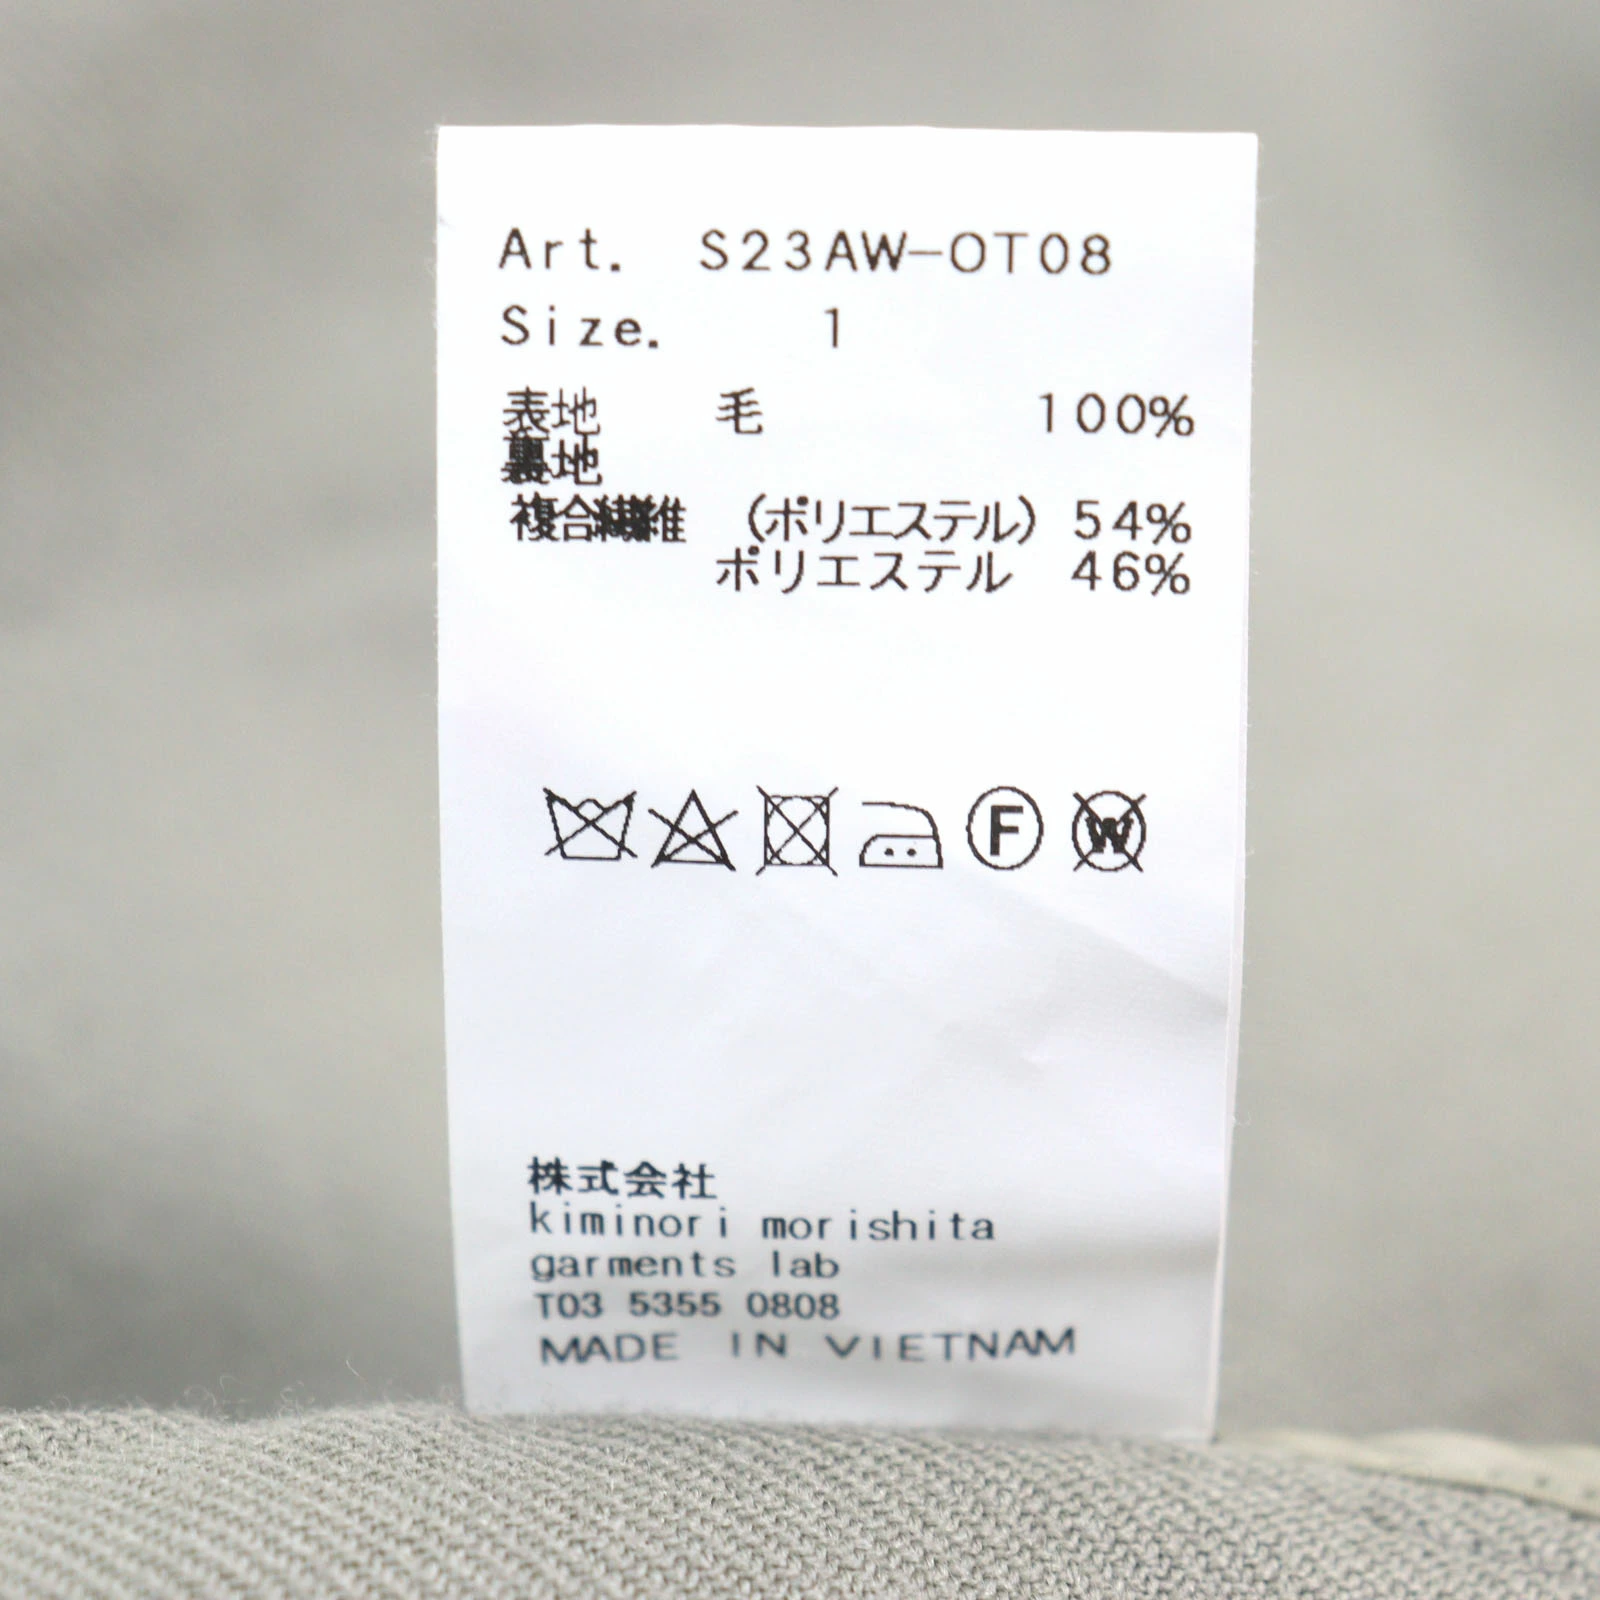 Art. S23AW-OT08
Size. 1
表地 毛 100%
裏地
複合繊維 (ポリエステル) 54%
ポリエステル 46%
F W
株式会社
kiminori morishita
garments lab
T03 5355 0808
MADE IN VIETNAM